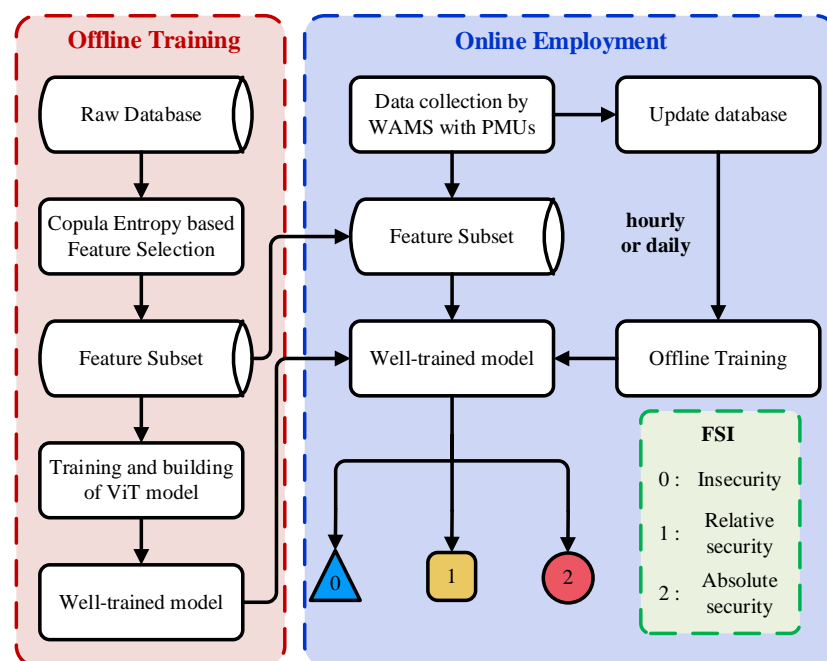 Offline Training
Raw Database
Copula Entropy based
Feature Selection
Feature Subset
Training and building
of ViT model
Well-trained model
Online Employment
Data collection by
WAMS with PMUs
Update database
Feature Subset
hourly
or daily
Well-trained model
Offline Training
0
1
2
FSI
0 : Insecurity
1 : Relative
security
2 : Absolute
security